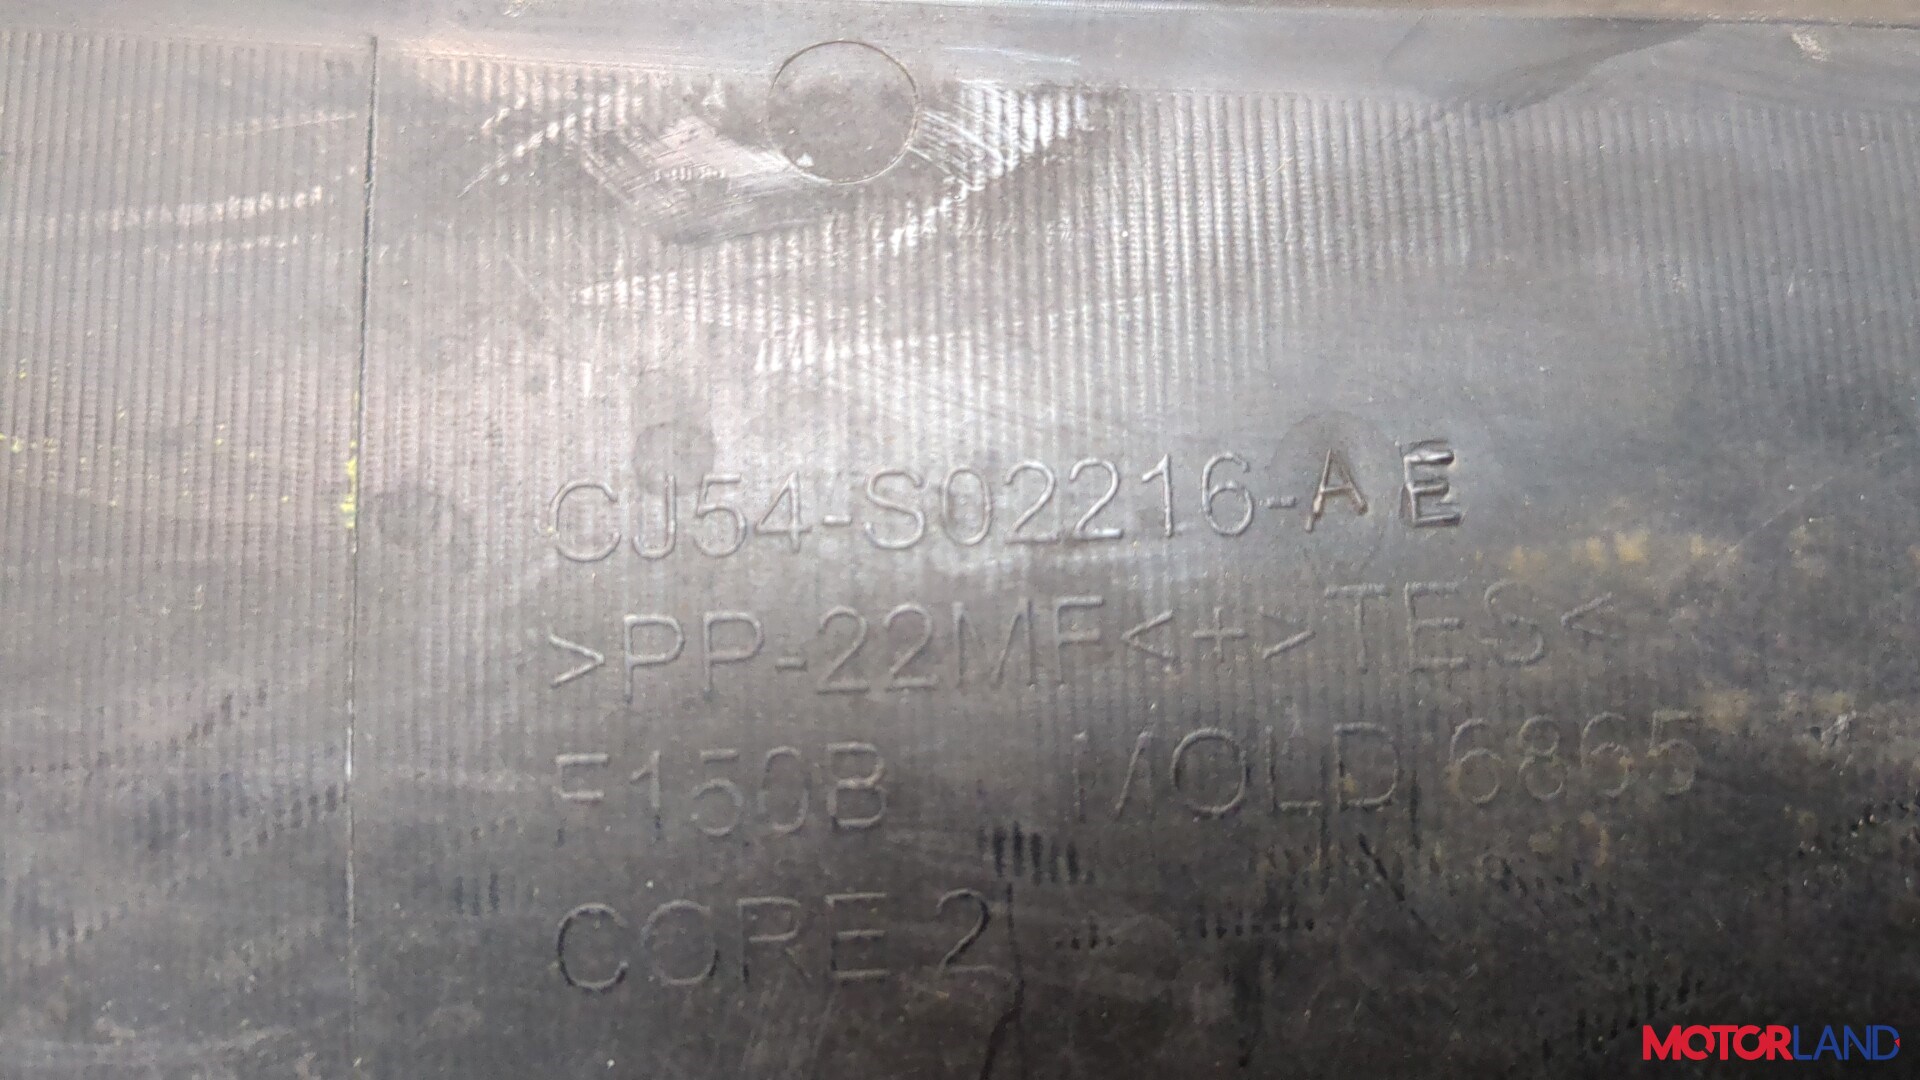 CJ54-S02216-AE
>PP-22MF<+>TES<
F150B MOLD 6865
CORE 2
MOTORLAND